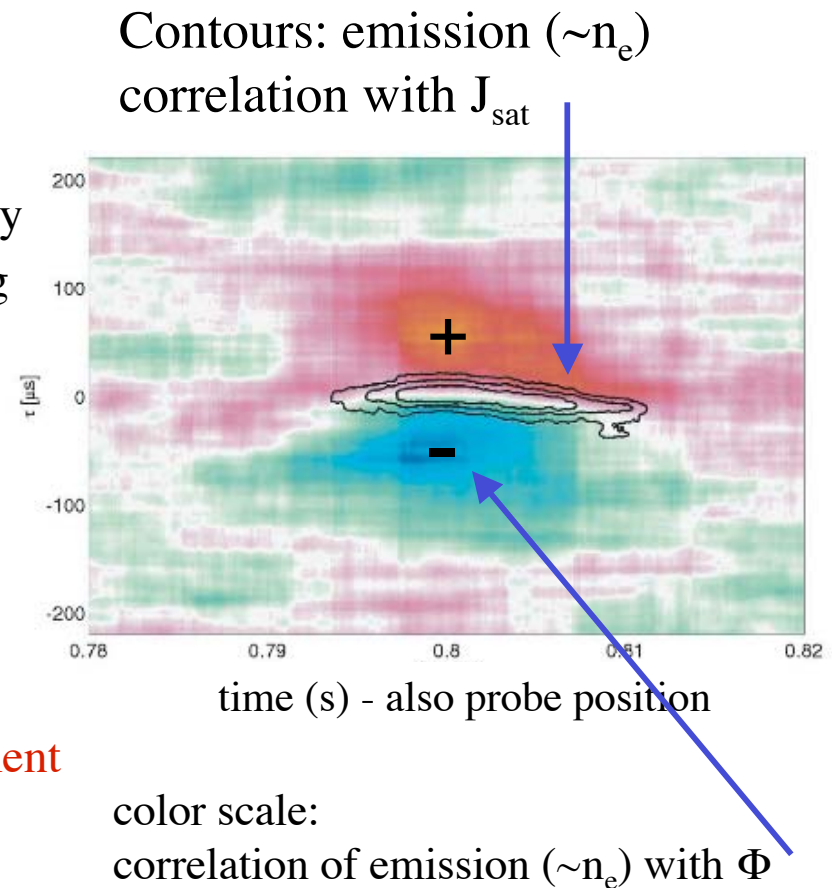 Contours: emission (~nₑ)
correlation with J_sat
y
g
200
100
0
-100
-200
τ [μs]
+
-
0.78 0.79 0.8 0.81 0.82
time (s) - also probe position
ent
color scale:
correlation of emission (~nₑ) with Φ